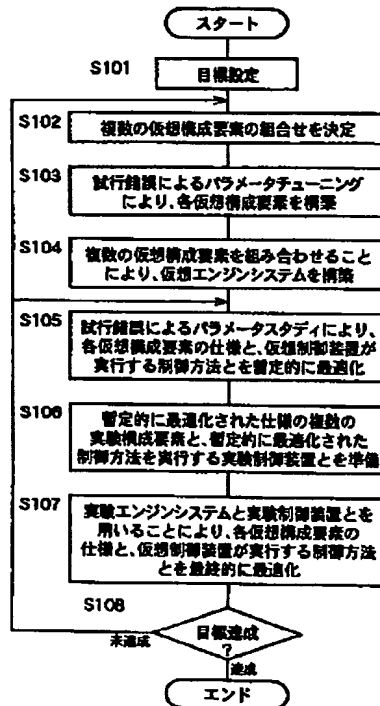 スタート
S101
目標設定
S102
複数の仮想構成要素の組合せを決定
S103
試行錯誤によるパラメータチューニング
により、各仮想構成要素を構築
S104
複数の仮想構成要素を組み合わせること
により、仮想エンジンシステムを構築
S105
試行錯誤によるパラメータスタディにより、
各仮想構成要素の仕様と、仮想制御装置が
実行する制御方法とを暫定的に最適化
S106
暫定的に最適化された仕様の複数の
実験構成要素と、暫定的に最適化された
制御方法を実行する実験制御装置とを準備
S107
実験エンジンシステムと実験制御装置とを
用いることにより、各仮想構成要素の
仕様と、仮想制御装置が実行する制御方法
とを最終的に最適化
S108
目標達成
?
未達成
達成
エンド